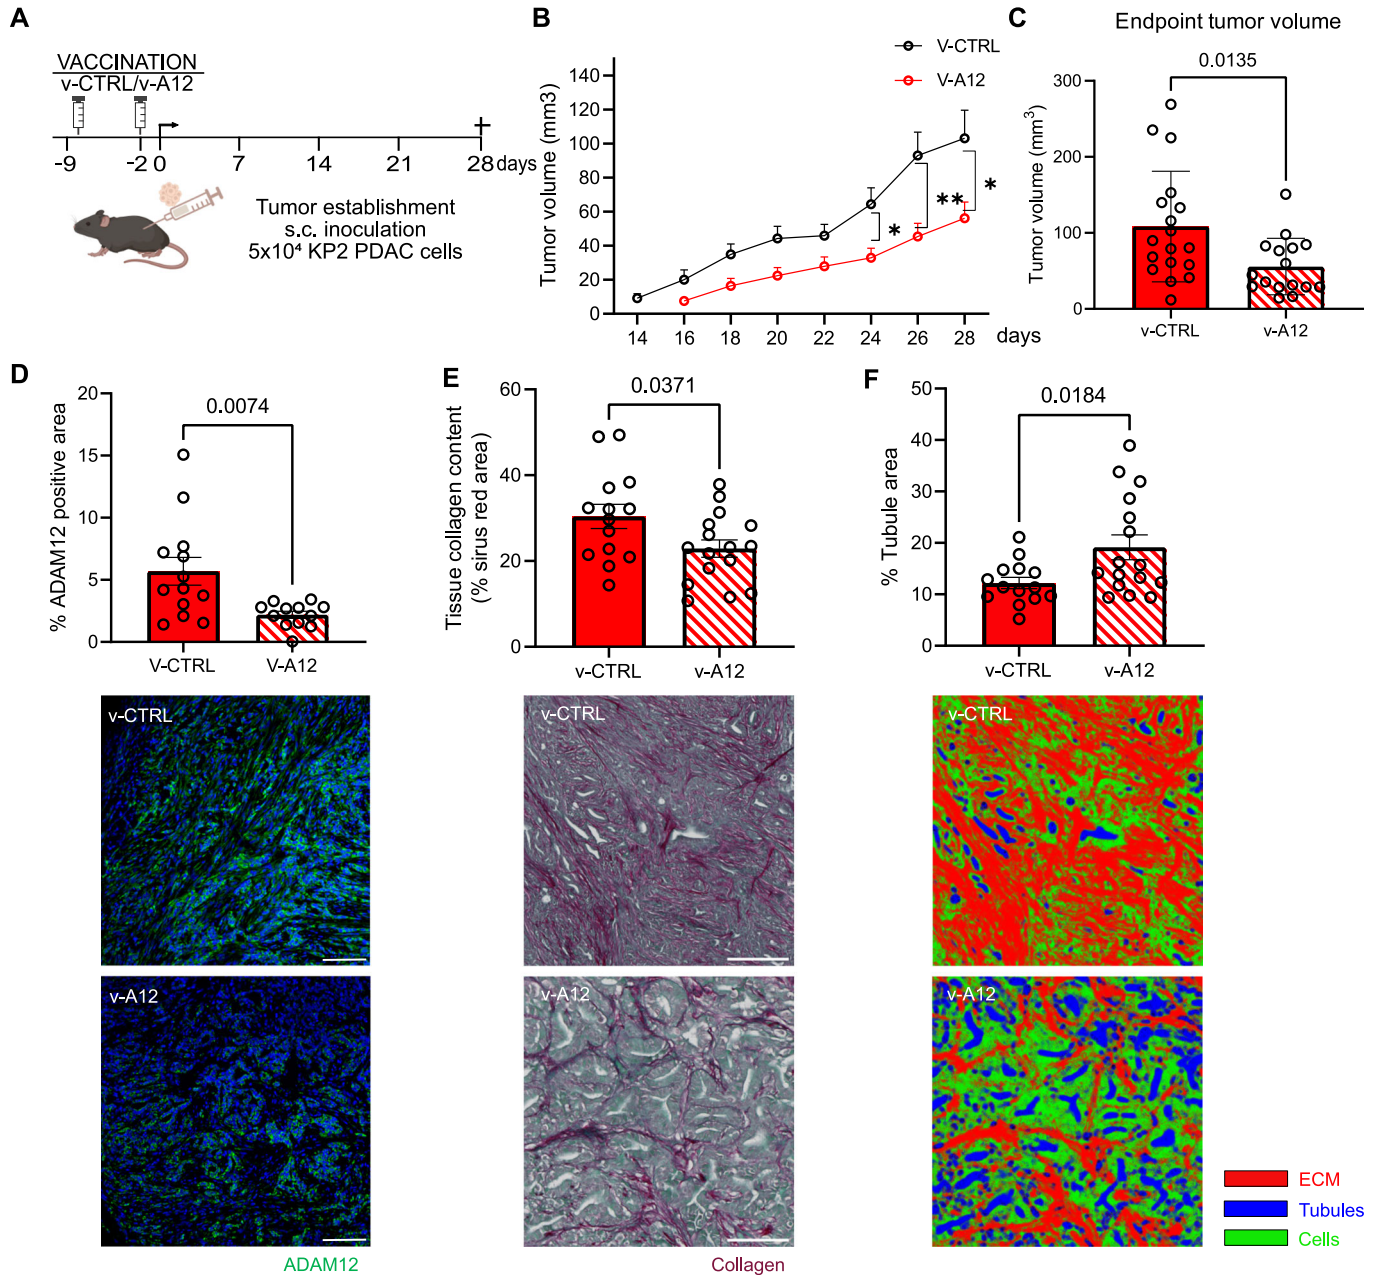 A
VACCINATION
v-CTRL/v-A12
-9 -2 0 7 14 21 28 days
Tumor establishment
s.c. inoculation
5x10⁴ KP2 PDAC cells
B
V-CTRL
V-A12
Tumor volume (mm3)
140
120
100
80
60
40
20
0
* ** *
14 16 18 20 22 24 26 28 days
C
Endpoint tumor volume
0.0135
Tumor volume (mm³)
300
200
100
0
v-CTRL v-A12
D
0.0074
% ADAM12 positive area
20
15
10
5
0
V-CTRL V-A12
v-CTRL
v-A12
ADAM12
E
0.0371
Tissue collagen content
(% sirus red area)
60
40
20
0
v-CTRL v-A12
v-CTRL
v-A12
Collagen
F
0.0184
% Tubule area
50
40
30
20
10
0
v-CTRL v-A12
v-CTRL
v-A12
ECM
Tubules
Cells